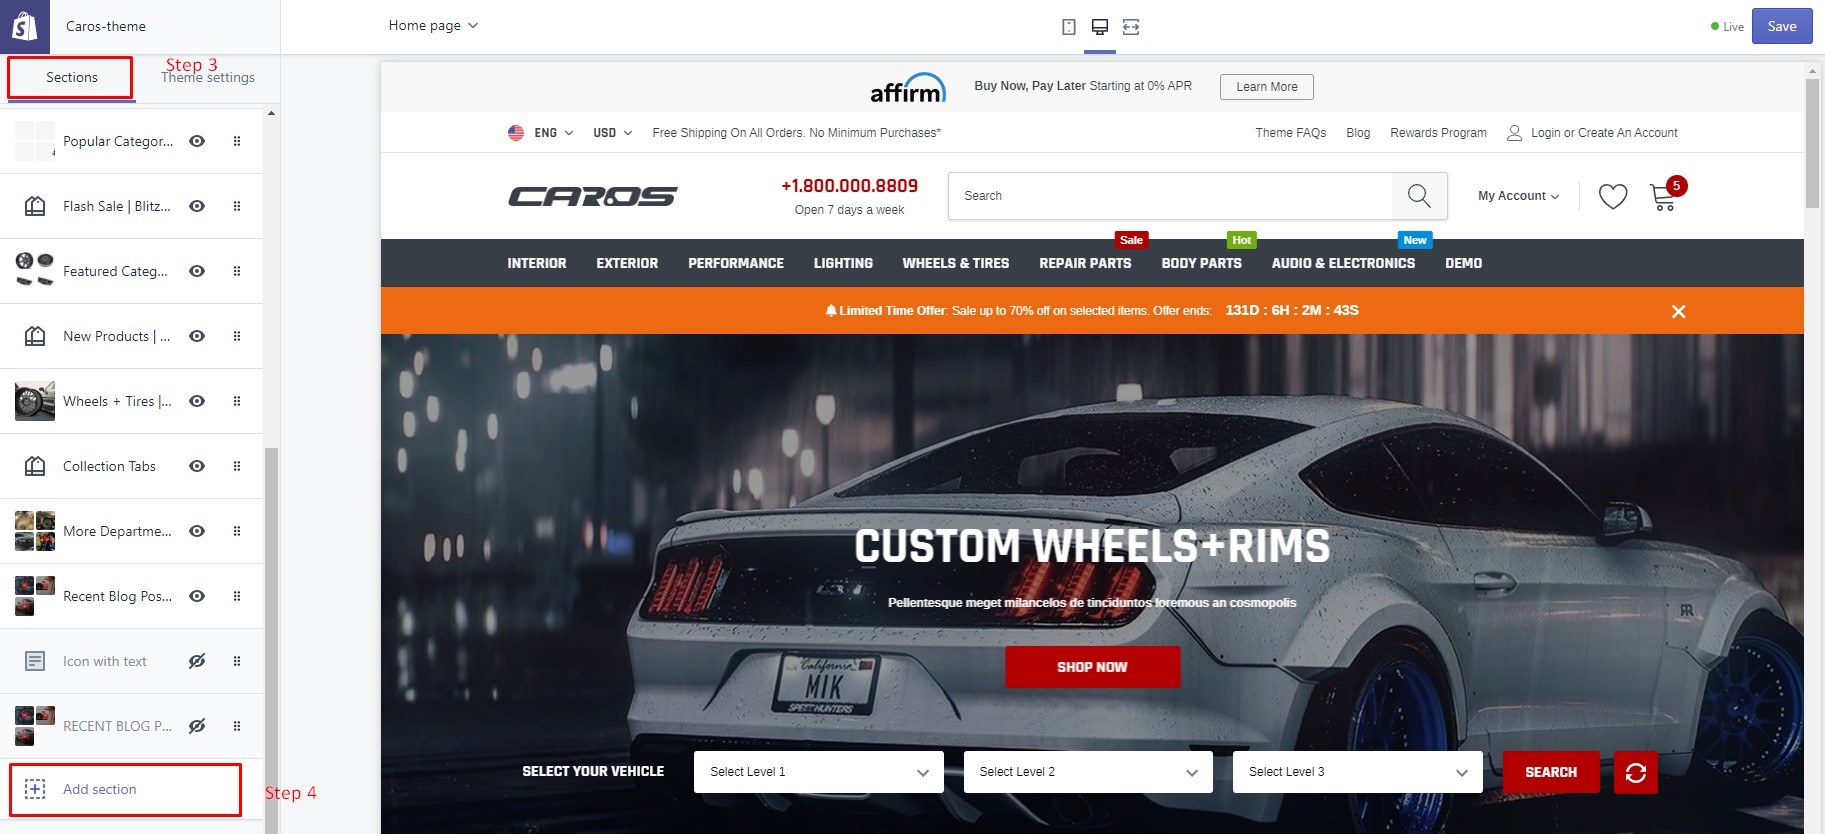 Caros-theme
Home page
Live
Save
Sections
Step 3
Theme settings
Popular Categor...
Flash Sale | Blitz...
Featured Categ...
New Products | ...
Wheels + Tires |...
Collection Tabs
More Departme...
Recent Blog Pos...
Icon with text
RECENT BLOG P...
Add section
Step 4
affirm
Buy Now, Pay Later Starting at 0% APR
Learn More
ENG
USD
Free Shipping On All Orders. No Minimum Purchases*
Theme FAQs
Blog
Rewards Program
Login or Create An Account
CAROS
+1.800.000.8809
Open 7 days a week
Search
My Account
5
Sale
Hot
New
INTERIOR
EXTERIOR
PERFORMANCE
LIGHTING
WHEELS & TIRES
REPAIR PARTS
BODY PARTS
AUDIO & ELECTRONICS
DEMO
Limited Time Offer: Sale up to 70% off on selected items. Offer ends: 131D : 6H : 2M : 43S
CUSTOM WHEELS+RIMS
Pellentesque meget milancelos de tinciduntos foremous an cosmopolis
SHOP NOW
California
MIK
SPEEDHUNTERS
SELECT YOUR VEHICLE
Select Level 1
Select Level 2
Select Level 3
SEARCH